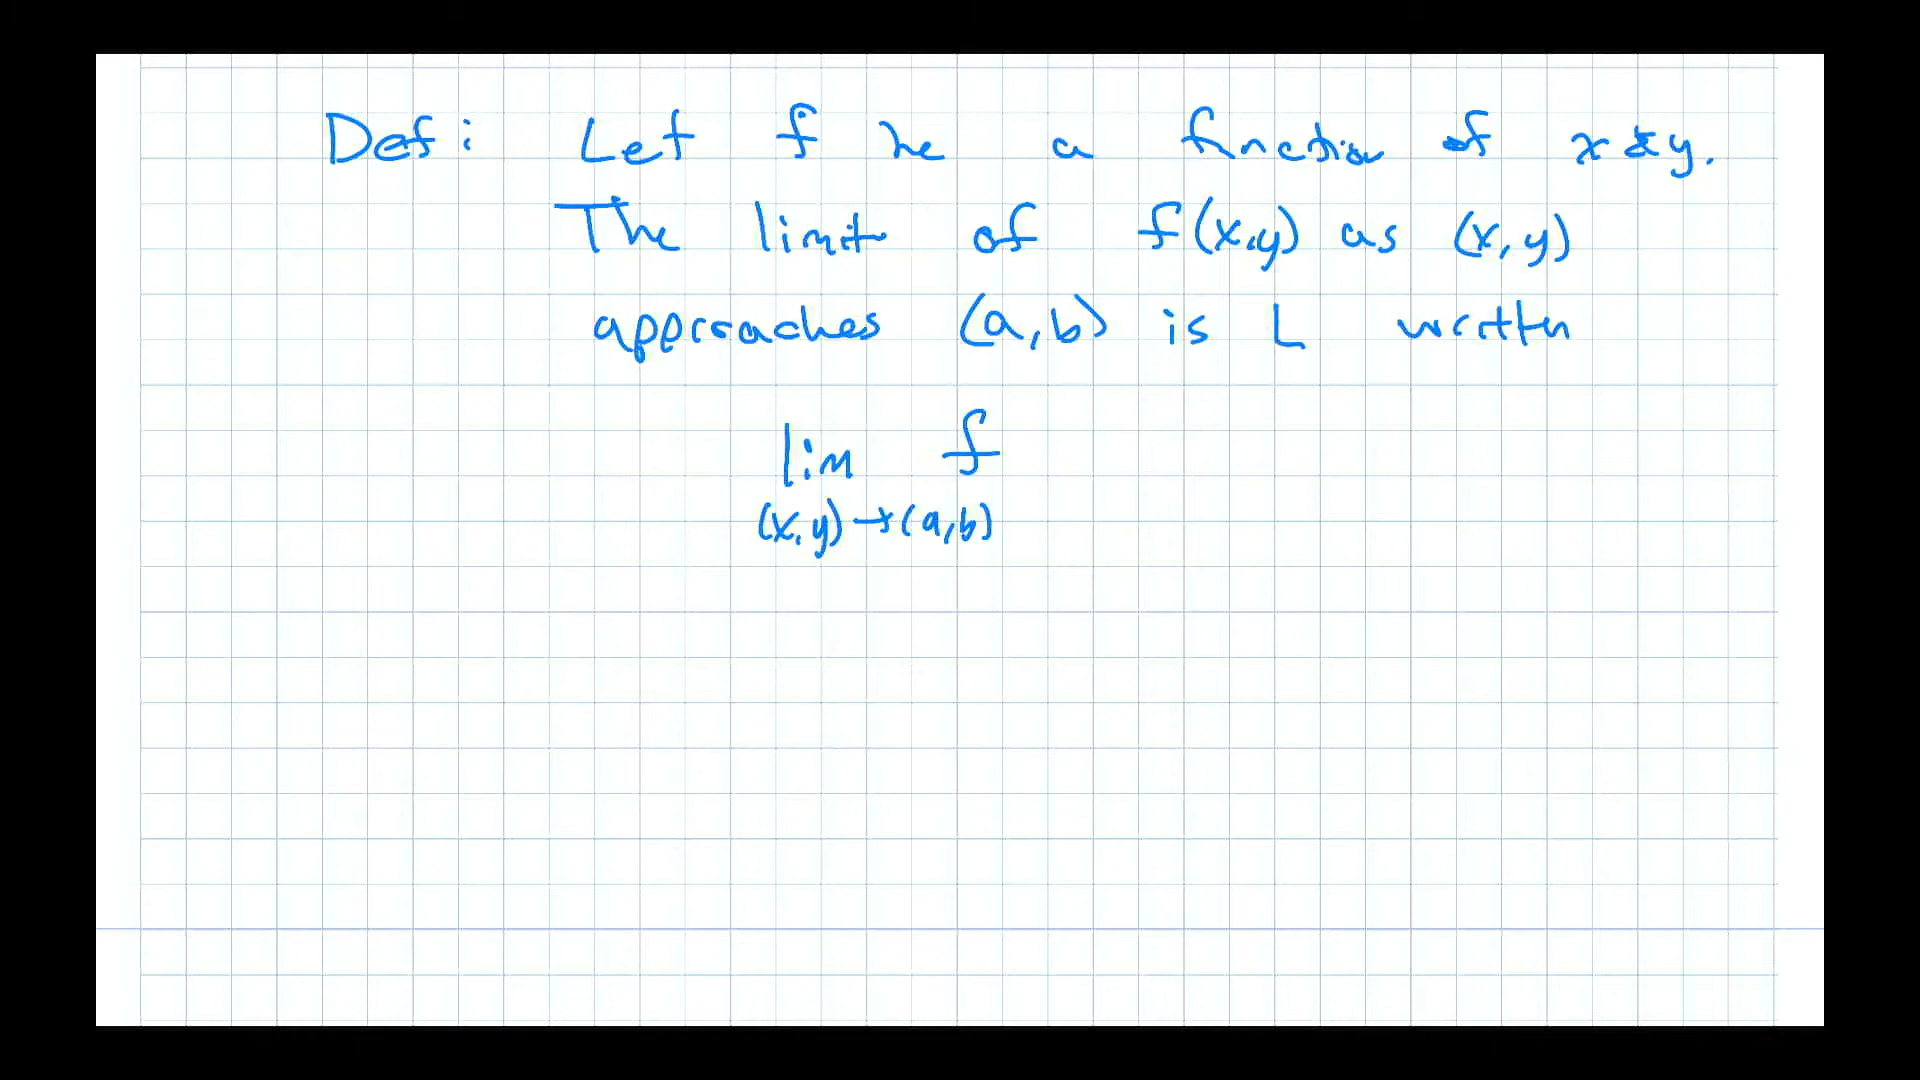 Def: Let f be a function of x & y.
The limit of f(x,y) as (x,y)
approaches (a,b) is L written
lim f
(x,y)→(a,b)